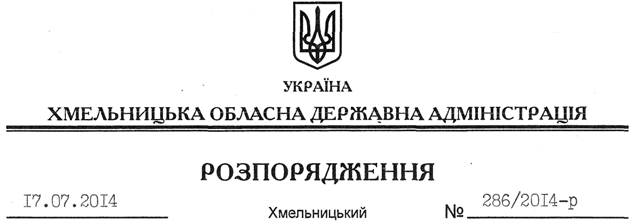 УКРАЇНА
ХМЕЛЬНИЦЬКА ОБЛАСНА ДЕРЖАВНА АДМІНІСТРАЦІЯ
РОЗПОРЯДЖЕННЯ
17.07.2014 Хмельницький № 286/2014-р